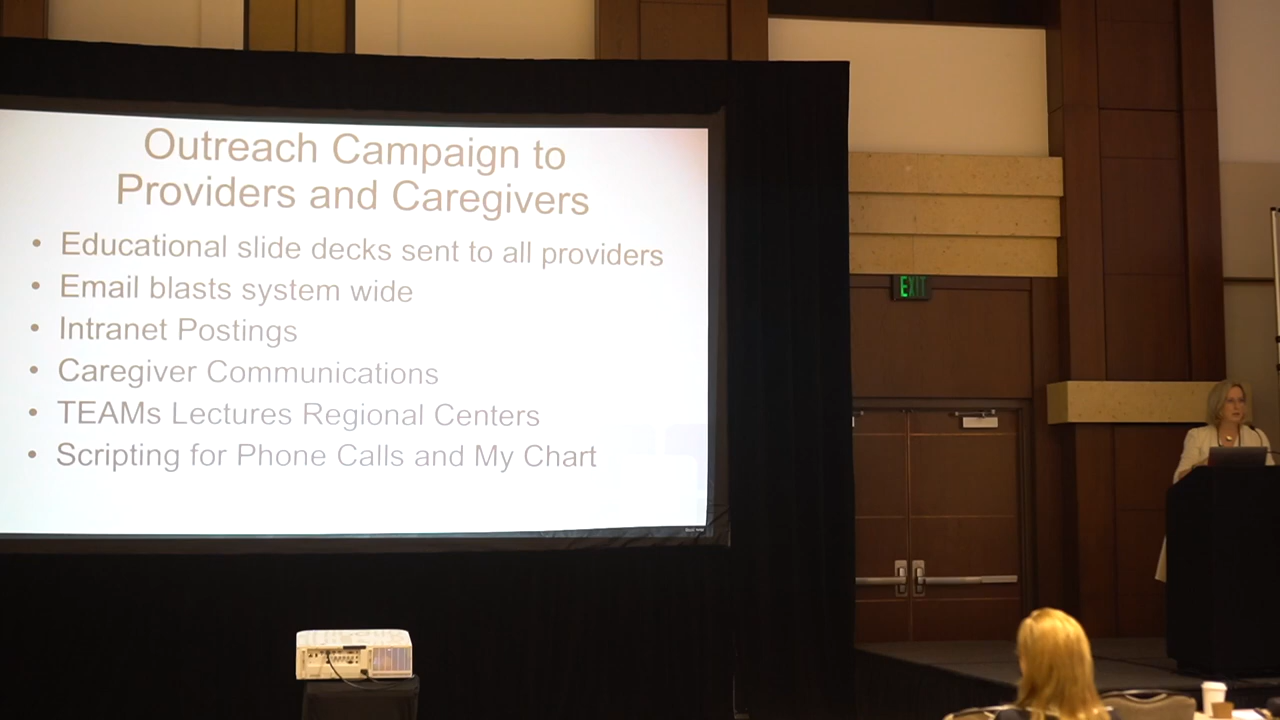 Outreach Campaign to
Providers and Caregivers
• Educational slide decks sent to all providers
• Email blasts system wide
• Intranet Postings
• Caregiver Communications
• TEAMs Lectures Regional Centers
• Scripting for Phone Calls and My Chart
EXIT